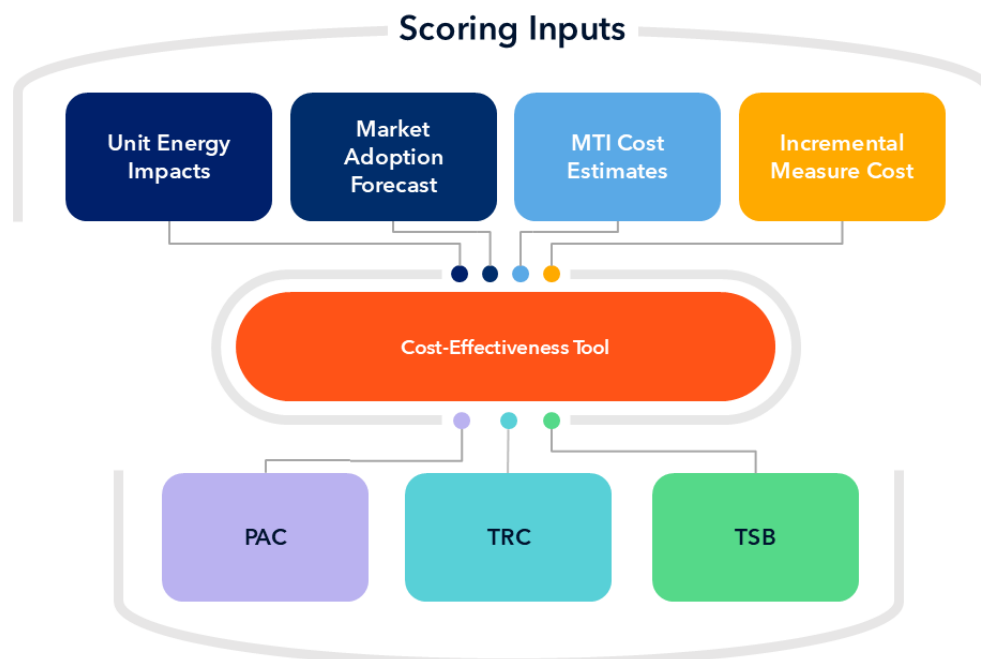 Scoring Inputs
Unit Energy
Impacts
Market
Adoption
Forecast
MTI Cost
Estimates
Incremental
Measure Cost
Cost-Effectiveness Tool
PAC
TRC
TSB